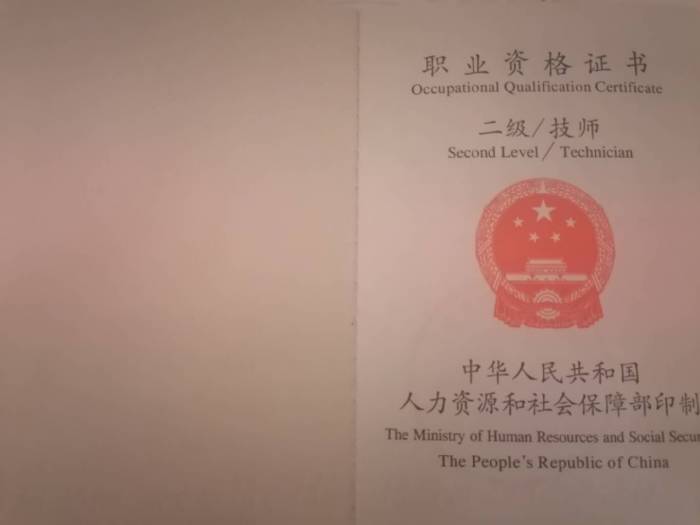 职业资格证书
Occupational Qualification Certificate
二级/技师
Second Level/Technician
中华人民共和国
人力资源和社会保障部印制
The Ministry of Human Resources and Social
The People's Republic of China